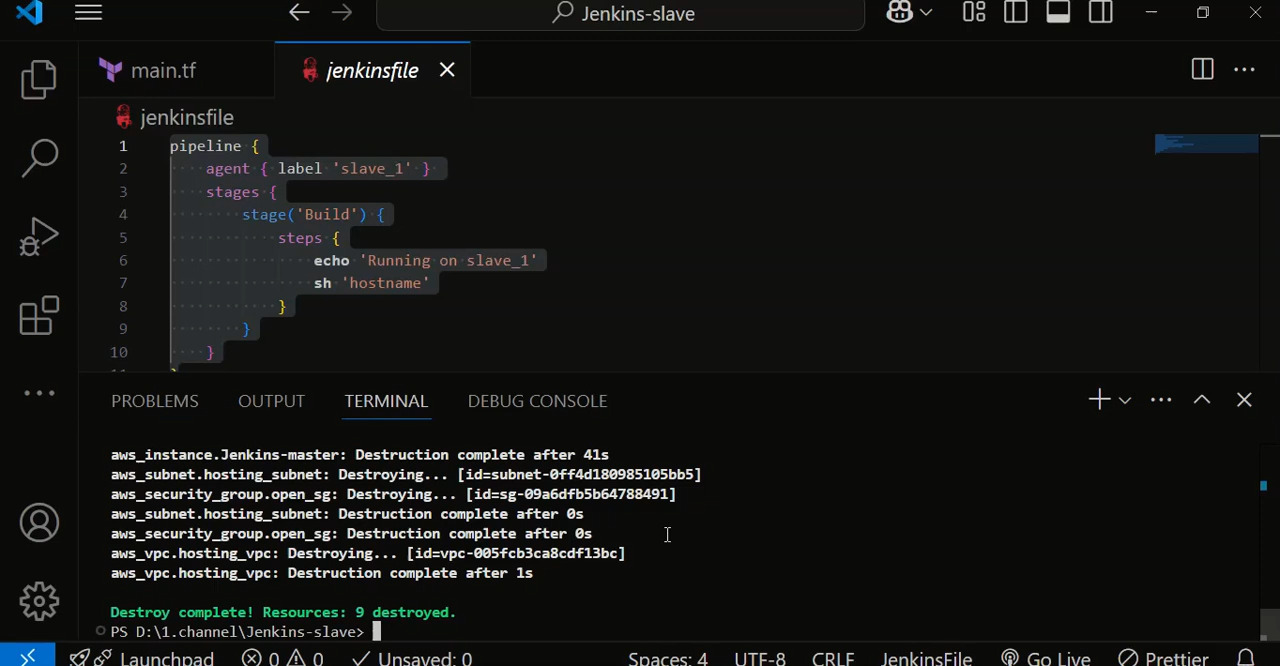 Jenkins-slave
main.tf
jenkinsfile
jenkinsfile
1 pipeline {
2 agent { label 'slave_1' }
3 stages {
4 stage('Build') {
5 steps {
6 echo 'Running on slave_1'
7 sh 'hostname'
8 }
9 }
10 }
PROBLEMS OUTPUT TERMINAL DEBUG CONSOLE
aws_instance.Jenkins-master: Destruction complete after 41s
aws_subnet.hosting_subnet: Destroying... [id=subnet-0ff4d180985105bb5]
aws_security_group.open_sg: Destroying... [id=sg-09a6dfb5b64788491]
aws_subnet.hosting_subnet: Destruction complete after 0s
aws_security_group.open_sg: Destruction complete after 0s
aws_vpc.hosting_vpc: Destroying... [id=vpc-005fcb3ca8cdf13bc]
aws_vpc.hosting_vpc: Destruction complete after 1s
Destroy complete! Resources: 9 destroyed.
PS D:\1.channel\Jenkins-slave>
Launchpad 0 0 Unsaved: 0 Spaces: 4 UTF-8 CRLF JenkinsFile Go Live Prettier